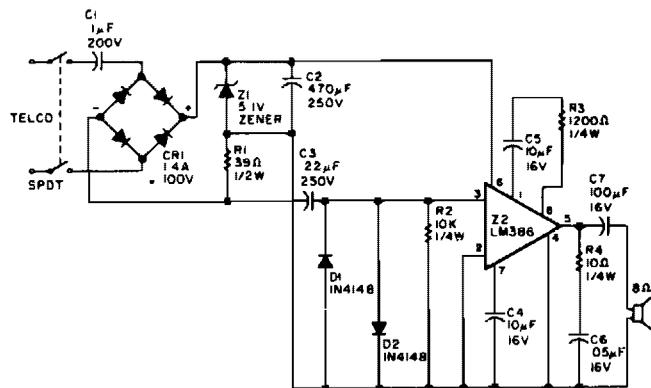 C1
1µF
200V
TELCO
SPDT
-
+
CR1
1.4A
100V
Z1
5.1V
ZENER
R1
39Ω
1/2W
C2
470µF
250V
C3
.22µF
250V
D1
1N4148
D2
1N4148
R2
10K
1/4W
3
2
6
1
8
5
4
7
Z2
LM386
C5
10µF
16V
R3
1200Ω
1/4W
C4
10µF
16V
C7
100µF
16V
R4
10Ω
1/4W
C6
.05µF
16V
8Ω